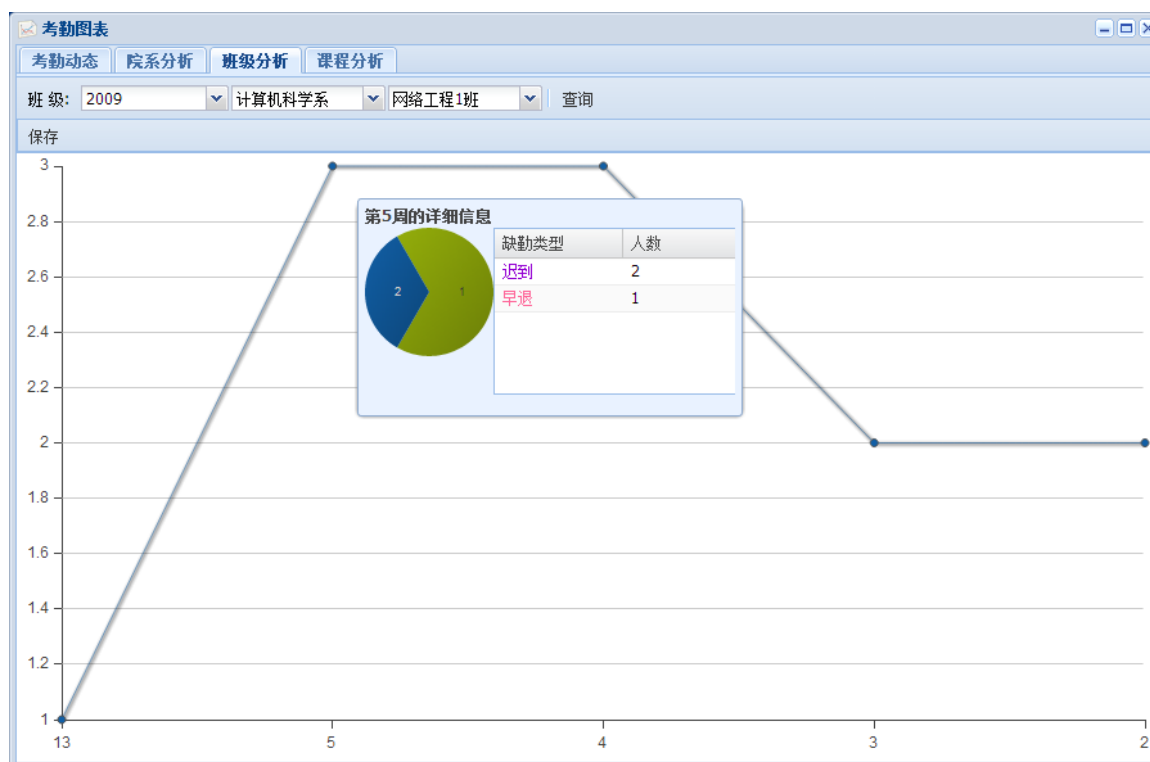 考勤图表
考勤动态 院系分析 班级分析 课程分析
班 级: 2009 计算机科学系 网络工程1班 查询
保存
3
2.8
2.6
2.4
2.2
2
1.8
1.6
1.4
1.2
1
第5周的详细信息
2 1
缺勤类型 人数
迟到 2
早退 1
13 5 4 3 2